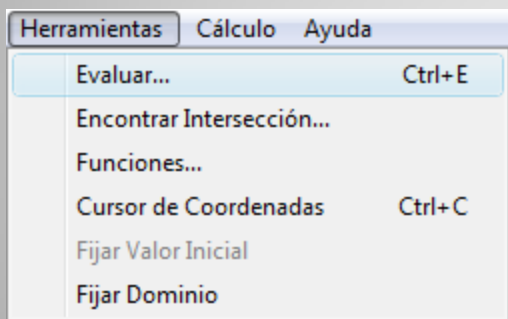 Herramientas Cálculo Ayuda
Evaluar... Ctrl+E
Encontrar Intersección...
Funciones...
Cursor de Coordenadas Ctrl+C
Fijar Valor Inicial
Fijar Dominio